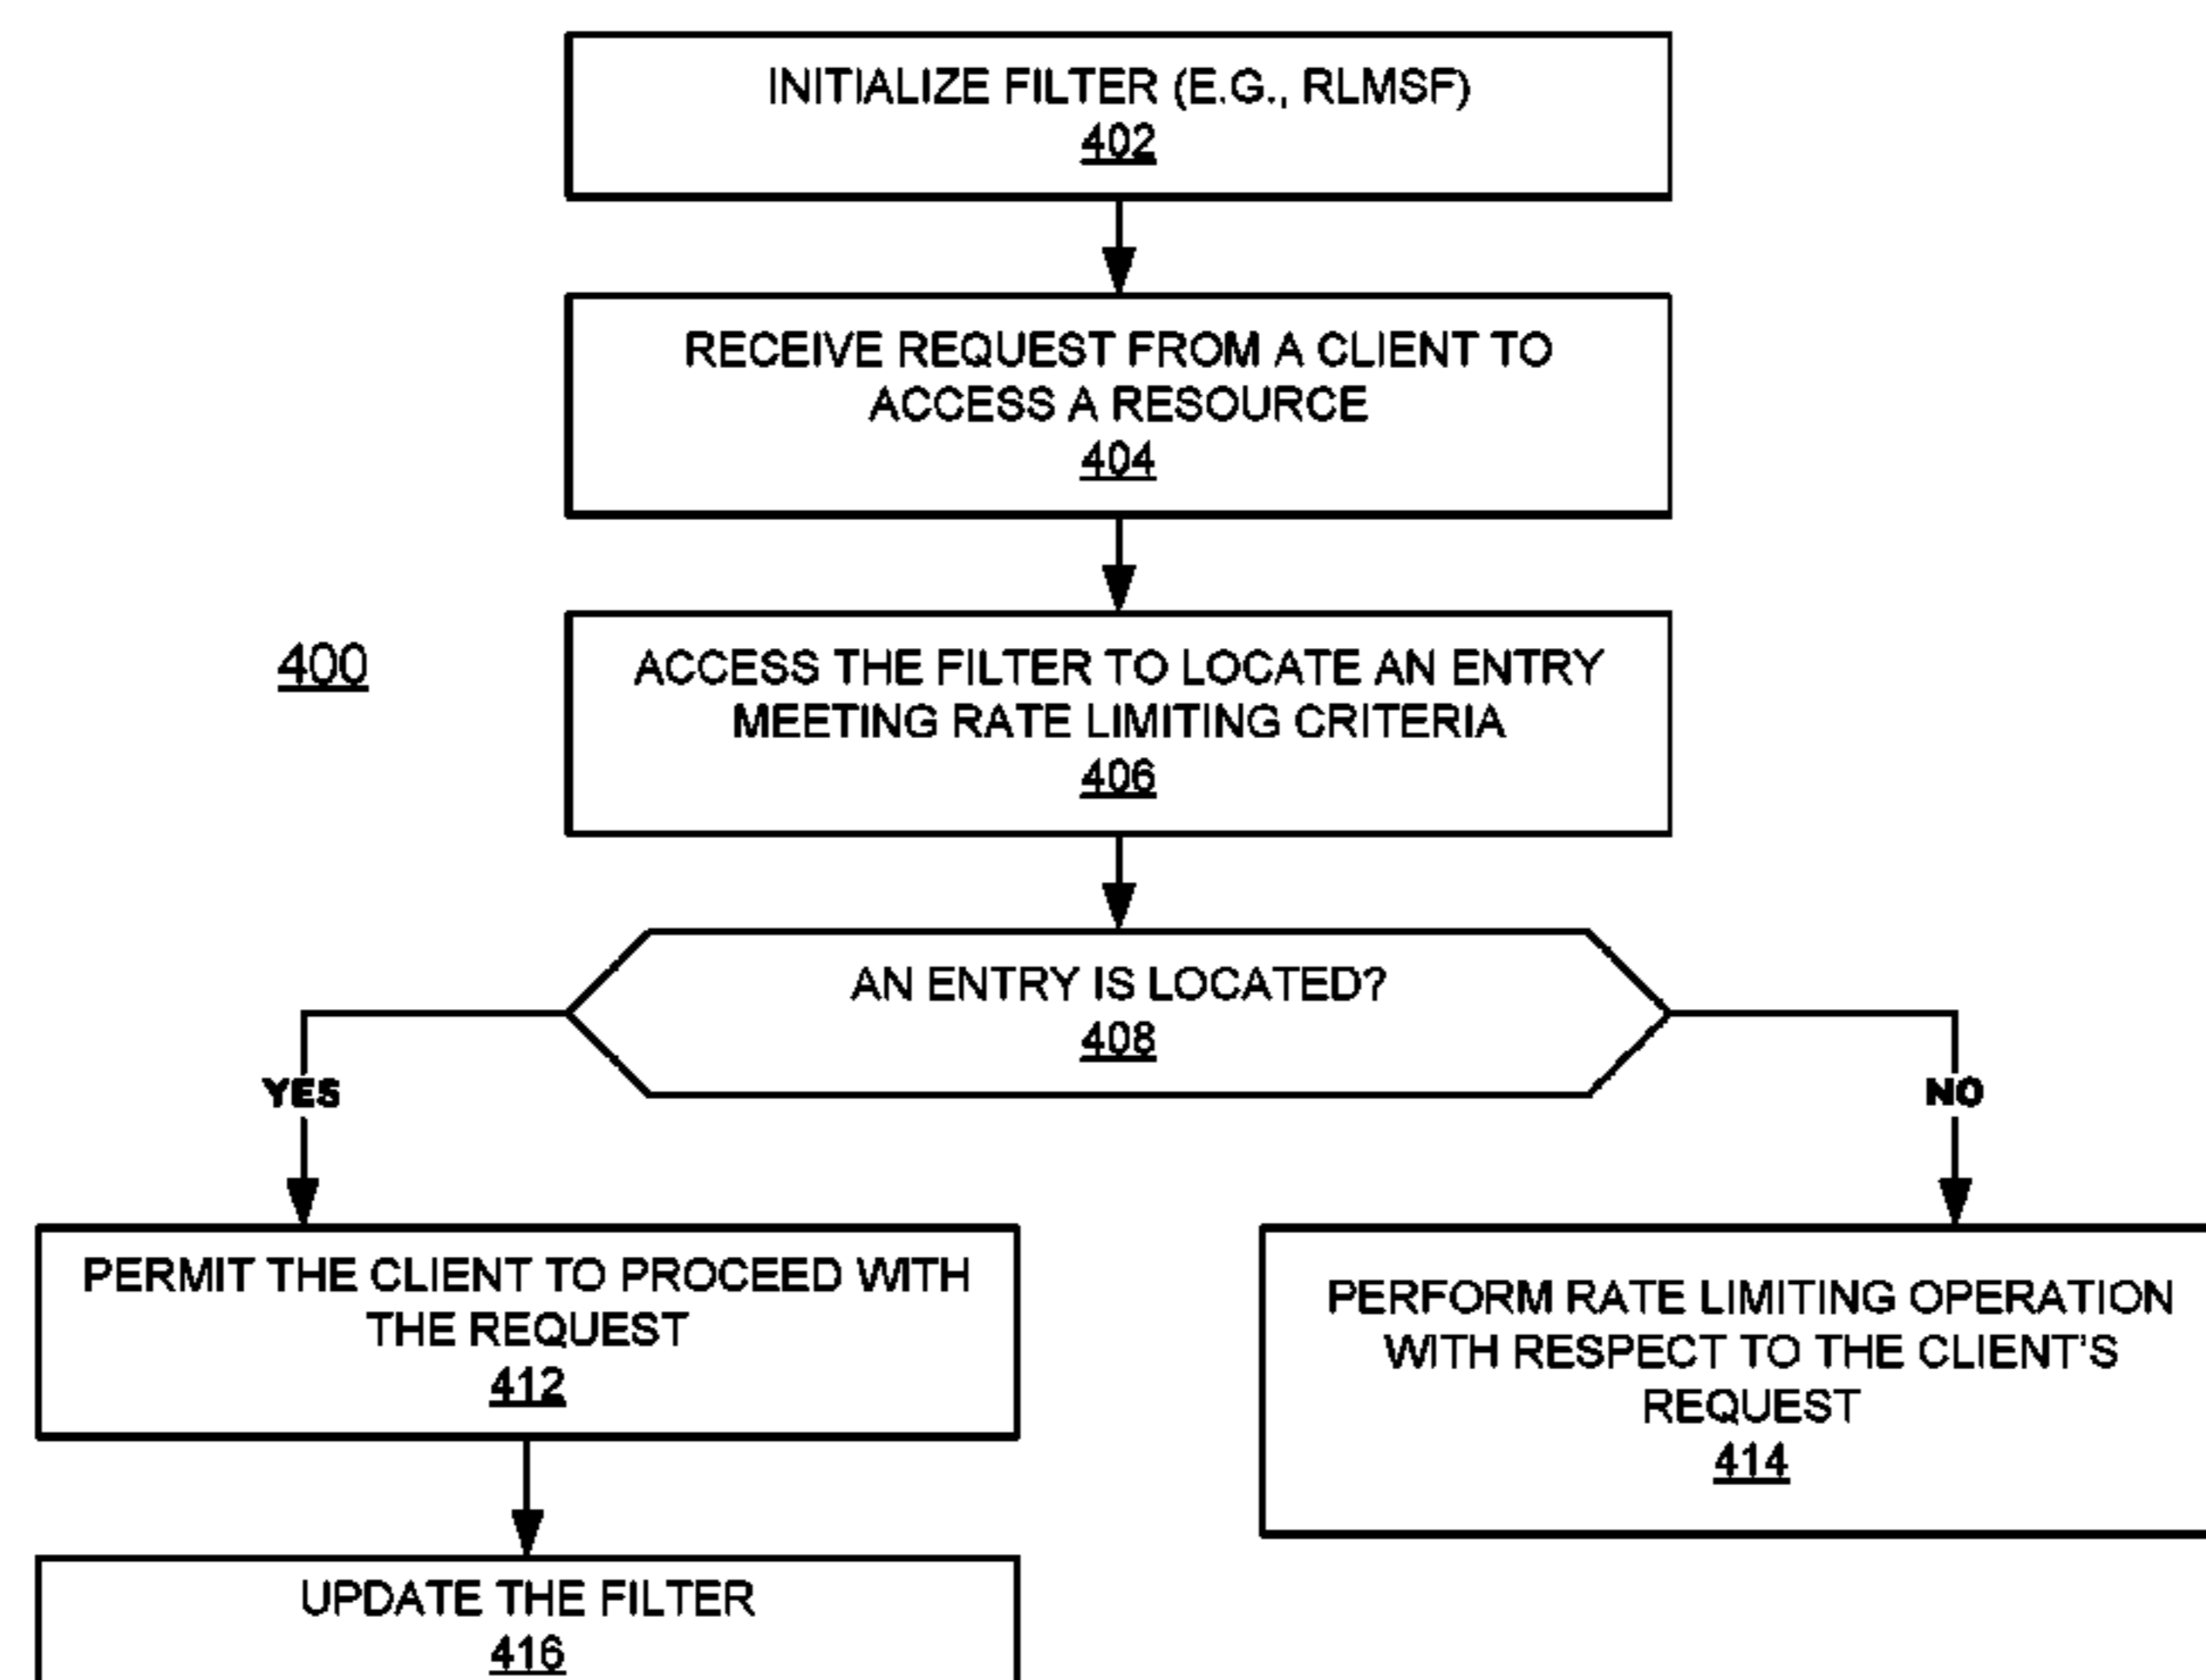 INITIALIZE FILTER (E.G., RLMSF)
402
RECEIVE REQUEST FROM A CLIENT TO
ACCESS A RESOURCE
404
400
ACCESS THE FILTER TO LOCATE AN ENTRY
MEETING RATE LIMITING CRITERIA
406
AN ENTRY IS LOCATED?
408
YES
NO
PERMIT THE CLIENT TO PROCEED WITH
THE REQUEST
412
PERFORM RATE LIMITING OPERATION
WITH RESPECT TO THE CLIENT'S
REQUEST
414
UPDATE THE FILTER
416